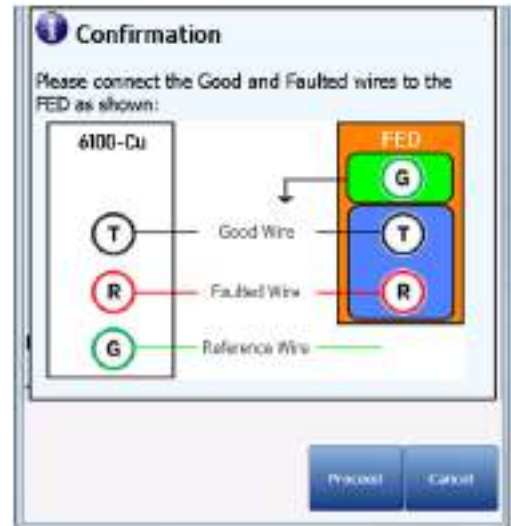 Confirmation
Please connect the Good and Faulted wires to the
FED as shown:
6100-Cu
FED
G
T
Good Wire
T
R
Faulted Wire
R
G
Reference Wire
Proceed
Cancel